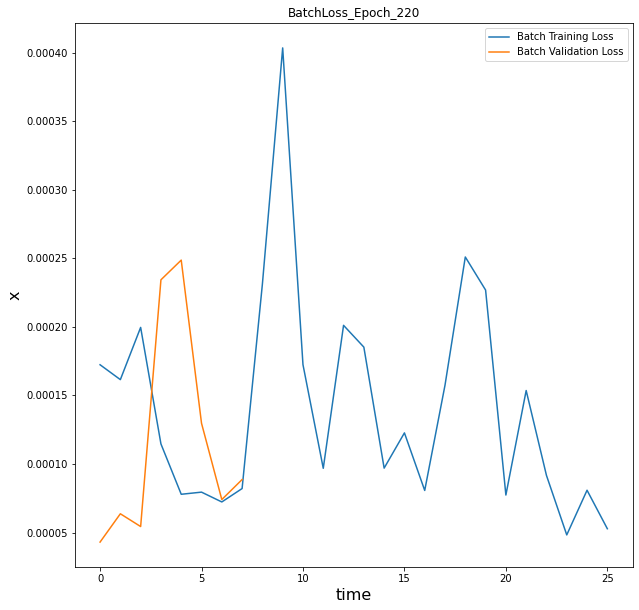 BatchLoss_Epoch_220
Batch Training Loss
Batch Validation Loss
0.00040
0.00035
0.00030
0.00025
0.00020
0.00015
0.00010
0.00005
x
0 5 10 15 20 25
time